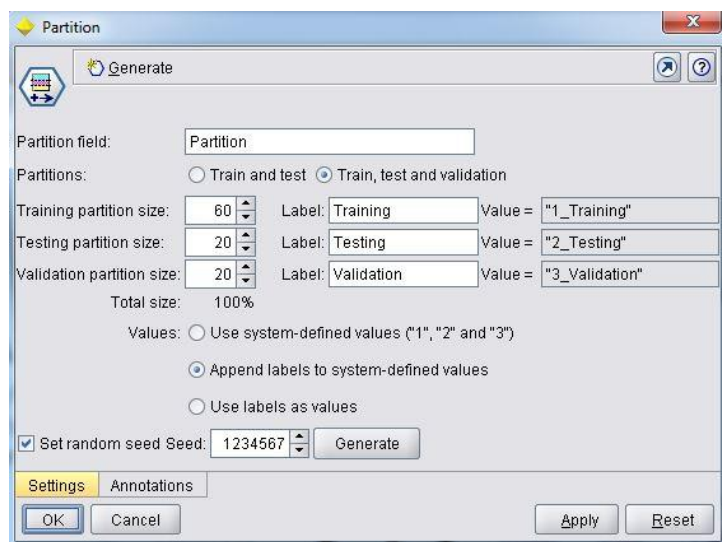 Partition
Generate
Partition field: Partition
Partitions: Train and test Train, test and validation
Training partition size: 60 Label: Training Value = "1_Training"
Testing partition size: 20 Label: Testing Value = "2_Testing"
Validation partition size: 20 Label: Validation Value = "3_Validation"
Total size: 100%
Values: Use system-defined values ("1", "2" and "3")
Append labels to system-defined values
Use labels as values
Set random seed Seed: 1234567 Generate
Settings Annotations
OK Cancel Apply Reset